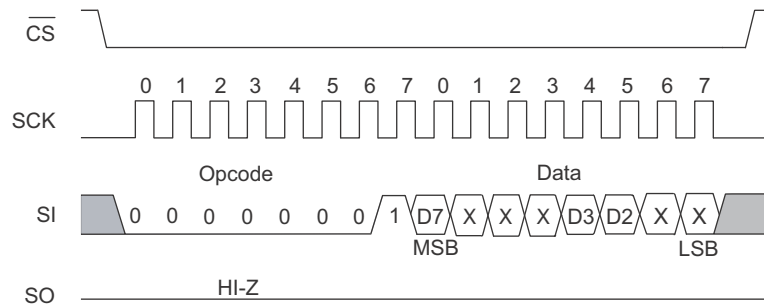 CS
0 1 2 3 4 5 6 7 0 1 2 3 4 5 6 7
SCK
Opcode Data
SI 0 0 0 0 0 0 0 1 D7 X X X D3 D2 X X
MSB LSB
HI-Z
SO